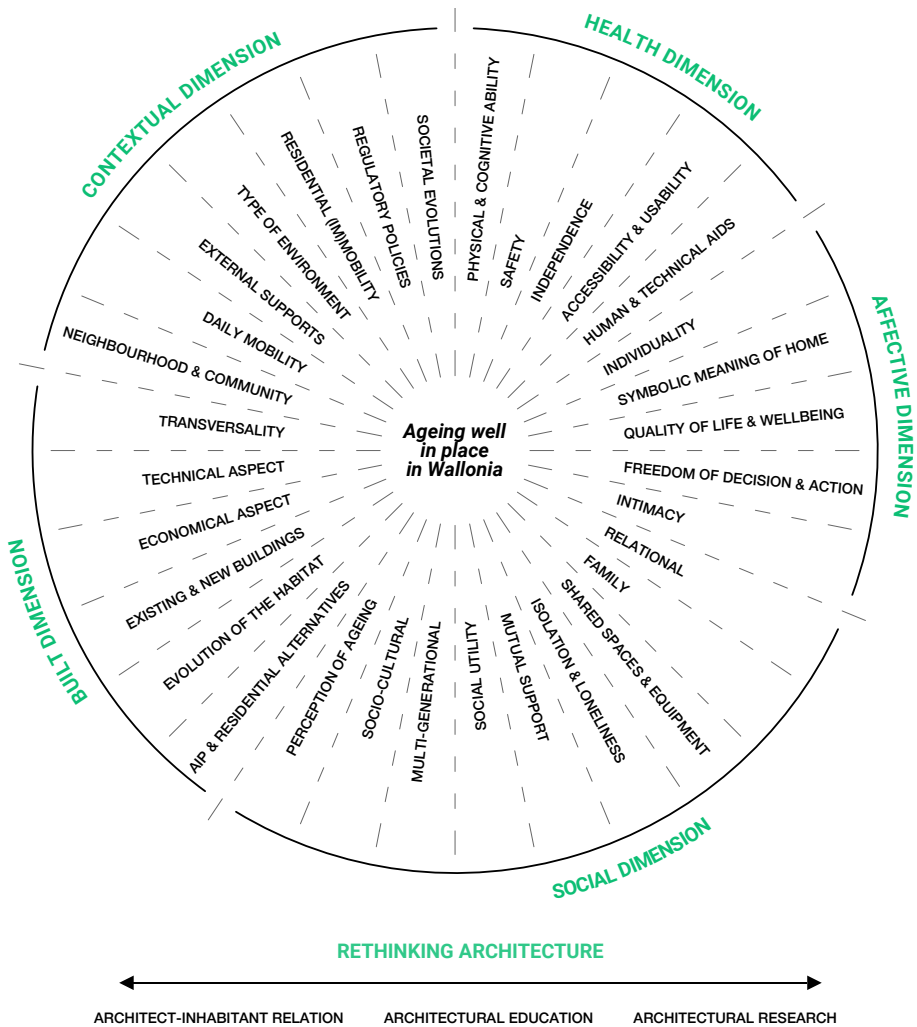 CONTEXTUAL DIMENSION
HEALTH DIMENSION
AFFECTIVE DIMENSION
SOCIAL DIMENSION
BUILT DIMENSION
PHYSICAL & COGNITIVE ABILITY
SAFETY
INDEPENDENCE
ACCESSIBILITY & USABILITY
HUMAN & TECHNICAL AIDS
INDIVIDUALITY
SYMBOLIC MEANING OF HOME
QUALITY OF LIFE & WELLBEING
FREEDOM OF DECISION & ACTION
INTIMACY
RELATIONAL
FAMILY
SHARED SPACES & EQUIPMENT
ISOLATION & LONELINESS
MUTUAL SUPPORT
SOCIAL UTILITY
MULTI-GENERATIONAL
SOCIO-CULTURAL
PERCEPTION OF AGEING
AIP & RESIDENTIAL ALTERNATIVES
EVOLUTION OF THE HABITAT
EXISTING & NEW BUILDINGS
ECONOMICAL ASPECT
TECHNICAL ASPECT
TRANSVERSALITY
NEIGHBOURHOOD & COMMUNITY
DAILY MOBILITY
EXTERNAL SUPPORTS
TYPE OF ENVIRONMENT
RESIDENTIAL (IM)MOBILITY
REGULATORY POLICIES
SOCIETAL EVOLUTIONS
Ageing well
in place
in Wallonia
RETHINKING ARCHITECTURE
ARCHITECT-INHABITANT RELATION
ARCHITECTURAL EDUCATION
ARCHITECTURAL RESEARCH